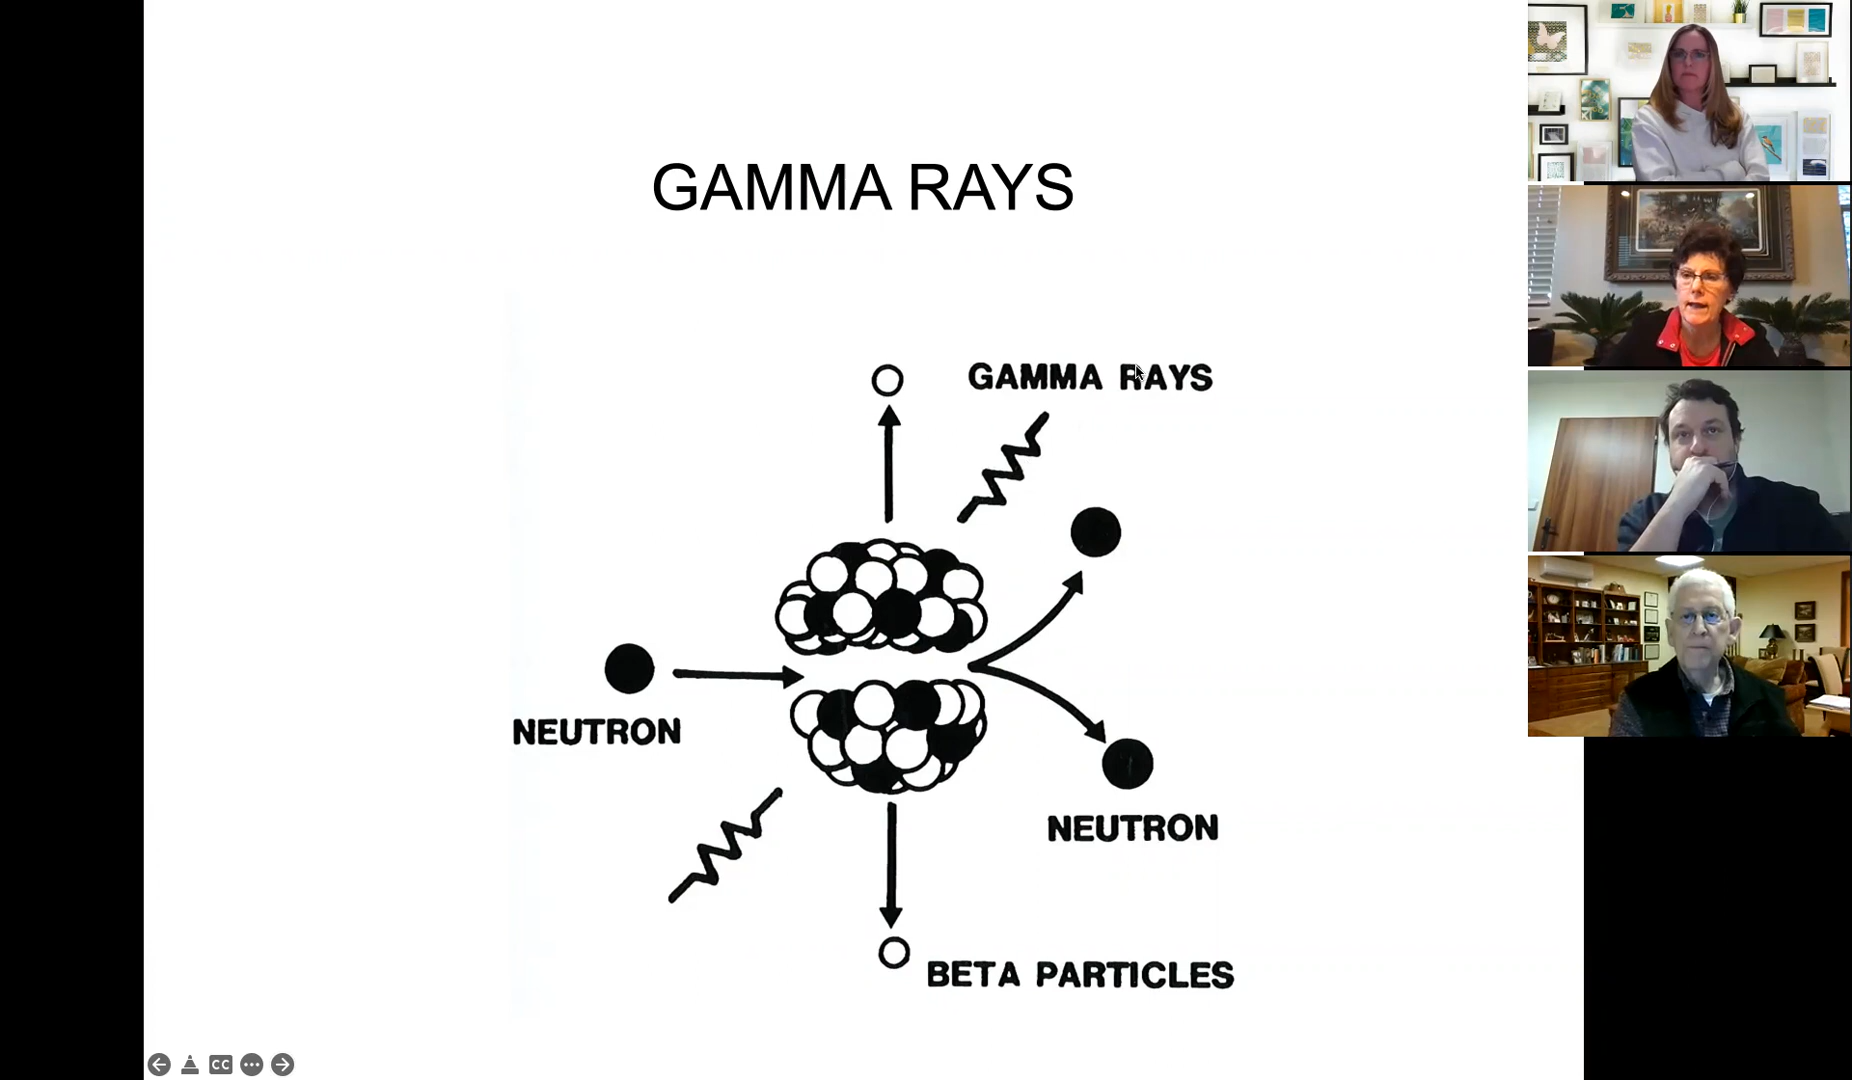 GAMMA RAYS
GAMMA RAYS
NEUTRON
NEUTRON
BETA PARTICLES
CC